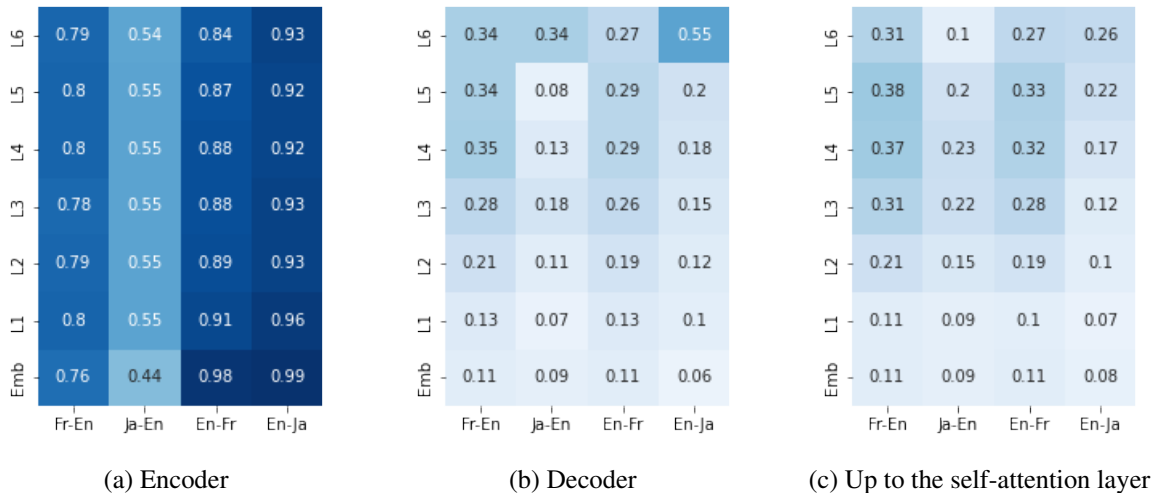 L6 0.79 0.54 0.84 0.93
L5 0.8 0.55 0.87 0.92
L4 0.8 0.55 0.88 0.92
L3 0.78 0.55 0.88 0.93
L2 0.79 0.55 0.89 0.93
L1 0.8 0.55 0.91 0.96
Emb 0.76 0.44 0.98 0.99
Fr-En Ja-En En-Fr En-Ja
(a) Encoder
L6 0.34 0.34 0.27 0.55
L5 0.34 0.08 0.29 0.2
L4 0.35 0.13 0.29 0.18
L3 0.28 0.18 0.26 0.15
L2 0.21 0.11 0.19 0.12
L1 0.13 0.07 0.13 0.1
Emb 0.11 0.09 0.11 0.06
Fr-En Ja-En En-Fr En-Ja
(b) Decoder
L6 0.31 0.1 0.27 0.26
L5 0.38 0.2 0.33 0.22
L4 0.37 0.23 0.32 0.17
L3 0.31 0.22 0.28 0.12
L2 0.21 0.15 0.19 0.1
L1 0.11 0.09 0.1 0.07
Emb 0.11 0.09 0.11 0.08
Fr-En Ja-En En-Fr En-Ja
(c) Up to the self-attention layer